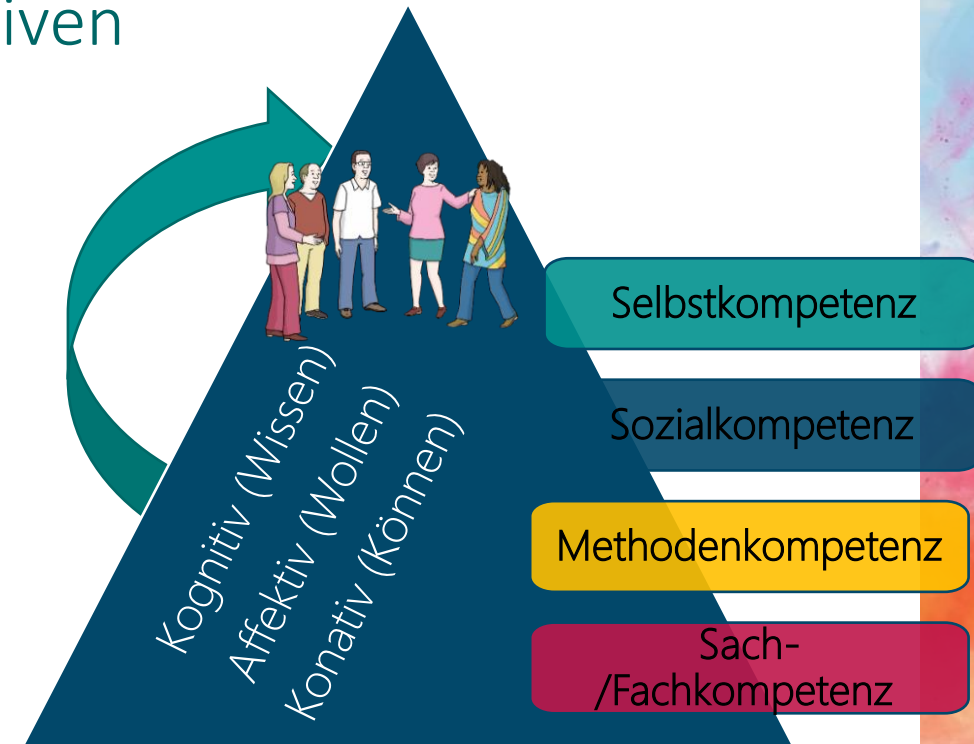 iven
Selbstkompetenz
Sozialkompetenz
Methodenkompetenz
Sach-
/Fachkompetenz
Kognitiv (Wissen)
Affektiv (Wollen)
Konativ (Können)